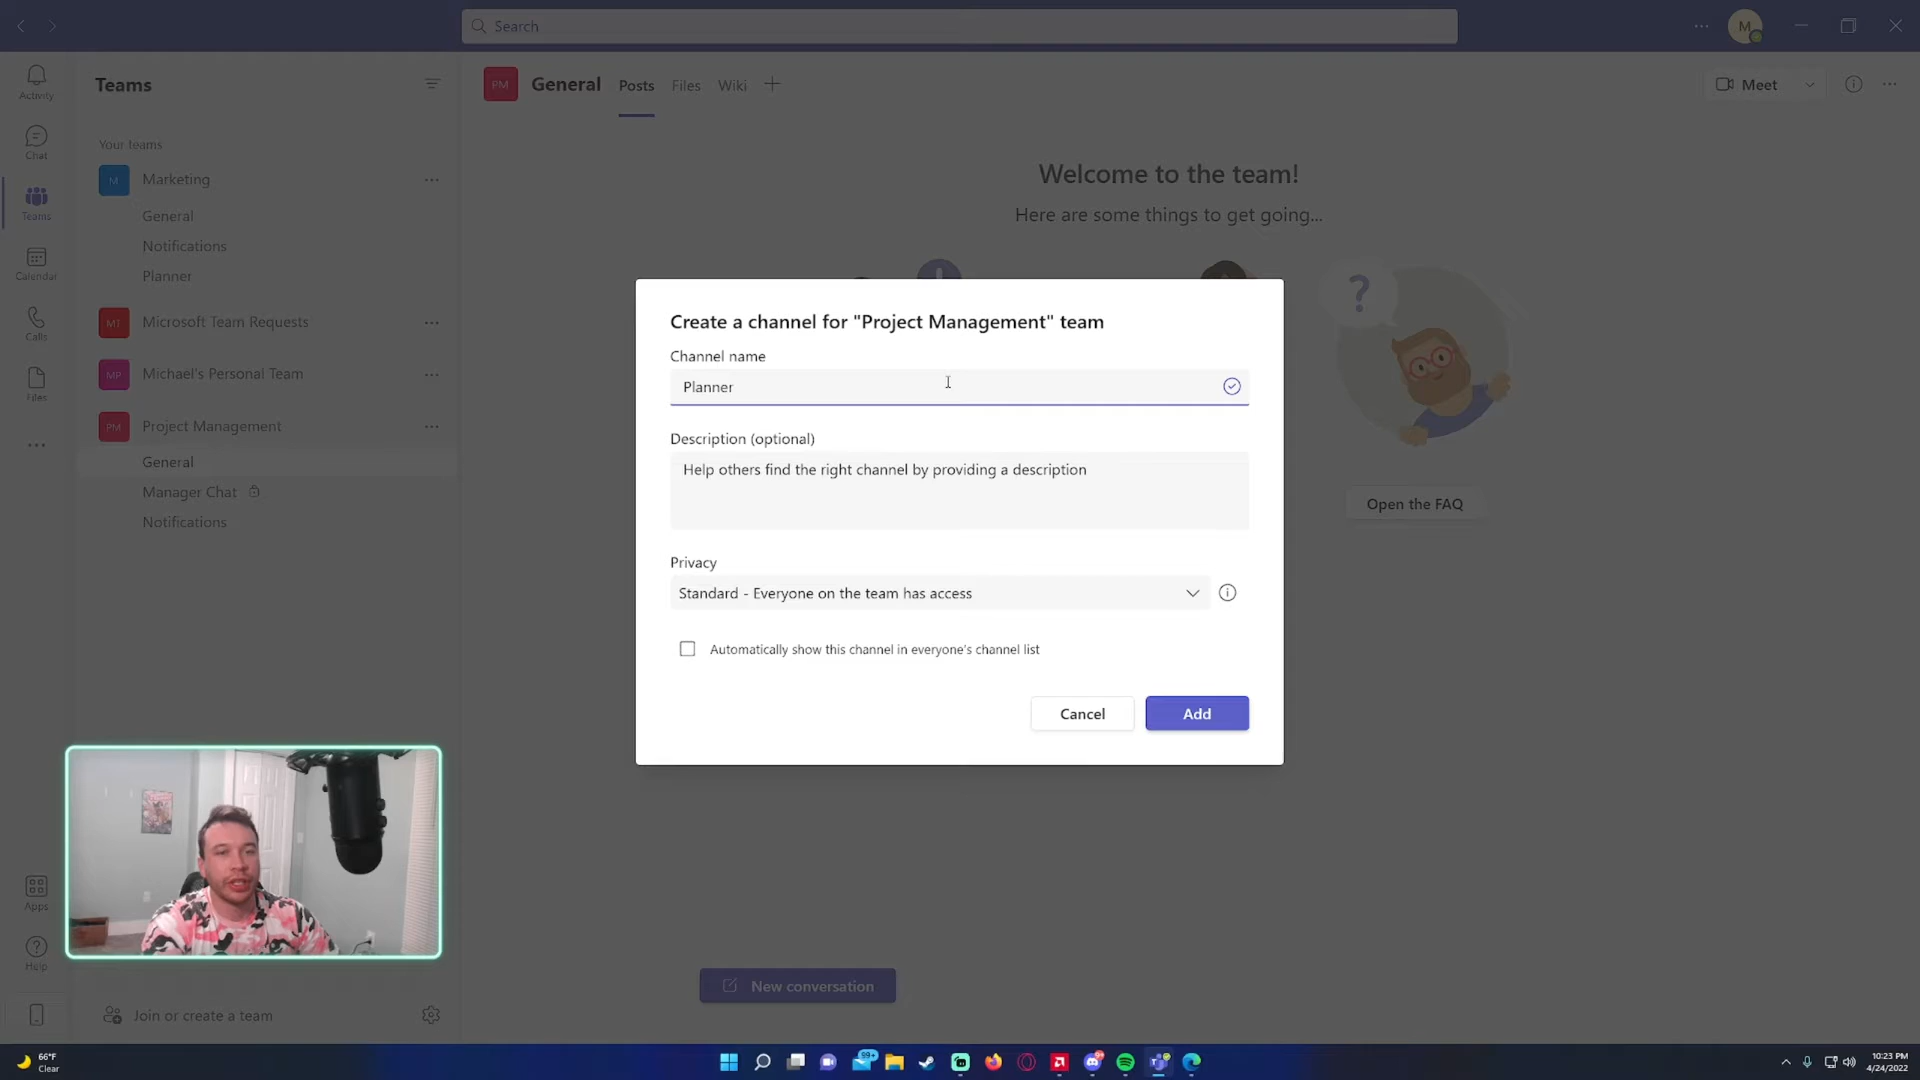 Search
M
Activity
Chat
Teams
Calendar
Calls
Files
Apps
Help
Teams
Your teams
M Marketing
General
Notifications
Planner
MT Microsoft Team Requests
MP Michael's Personal Team
PM Project Management
General
Manager Chat
Notifications
Join or create a team
PM General Posts Files Wiki
Meet
Welcome to the team!
Here are some things to get going...
?
Open the FAQ
New conversation
Create a channel for "Project Management" team
Channel name
Planner
Description (optional)
Help others find the right channel by providing a description
Privacy
Standard - Everyone on the team has access
Automatically show this channel in everyone's channel list
Cancel Add
66°F
Clear
99+
10:23 PM
4/24/2022